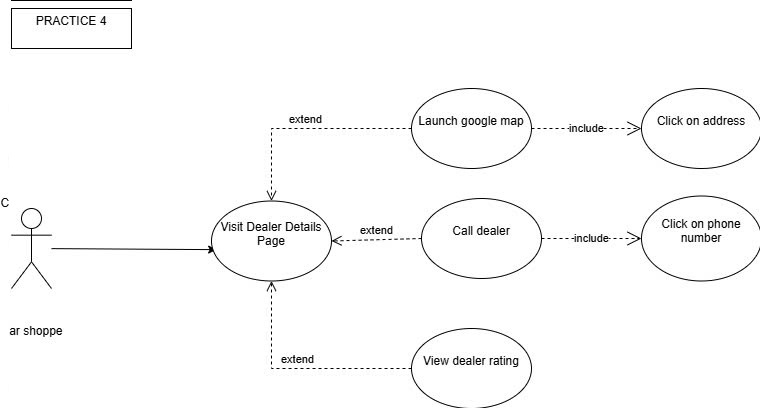 PRACTICE 4
extend
Launch google map
include
Click on address
C
Visit Dealer Details
Page
extend
Call dealer
include
Click on phone
number
ar shoppe
extend
View dealer rating